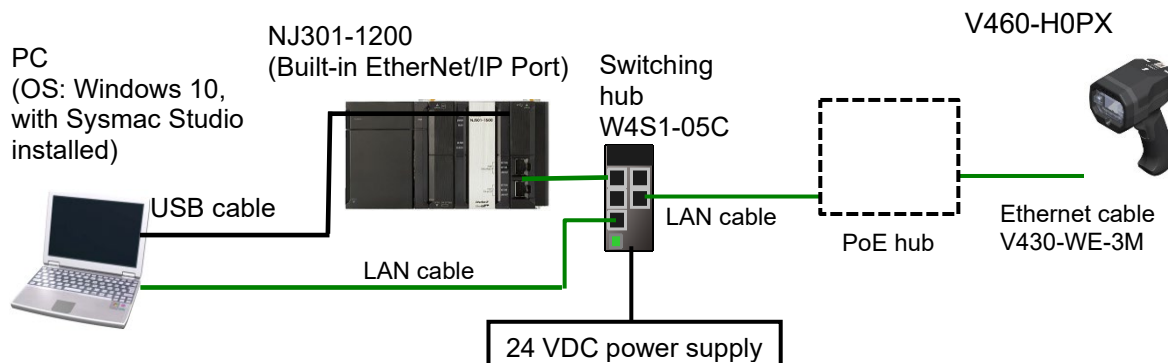 V460-H0PX
NJ301-1200
(Built-in EtherNet/IP Port)
PC
(OS: Windows 10,
with Sysmac Studio
installed)
Switching
hub
W4S1-05C
NJ301-1200
USB cable
LAN cable
LAN cable
PoE hub
Ethernet cable
V430-WE-3M
24 VDC power supply